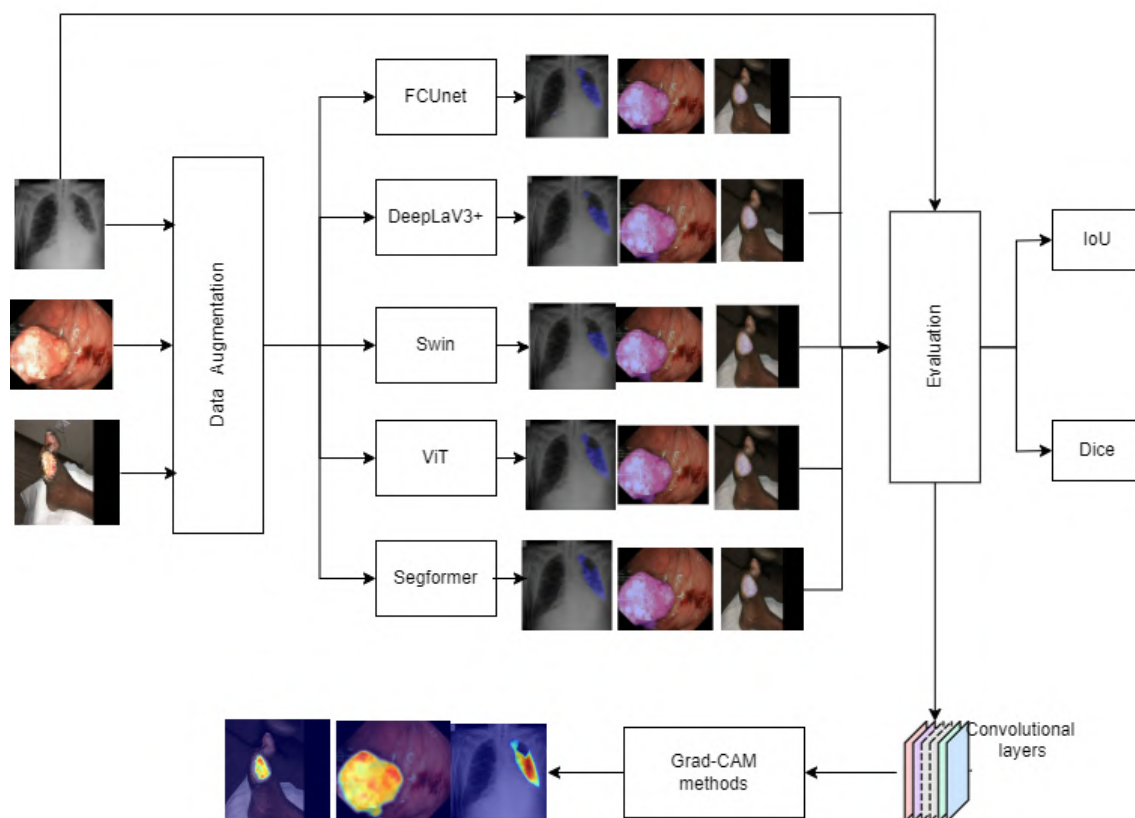 FCUnet
DeepLaV3+
Swin
ViT
Segformer
Data Augmentation
Evaluation
IoU
Dice
Convolutional
layers
Grad-CAM
methods